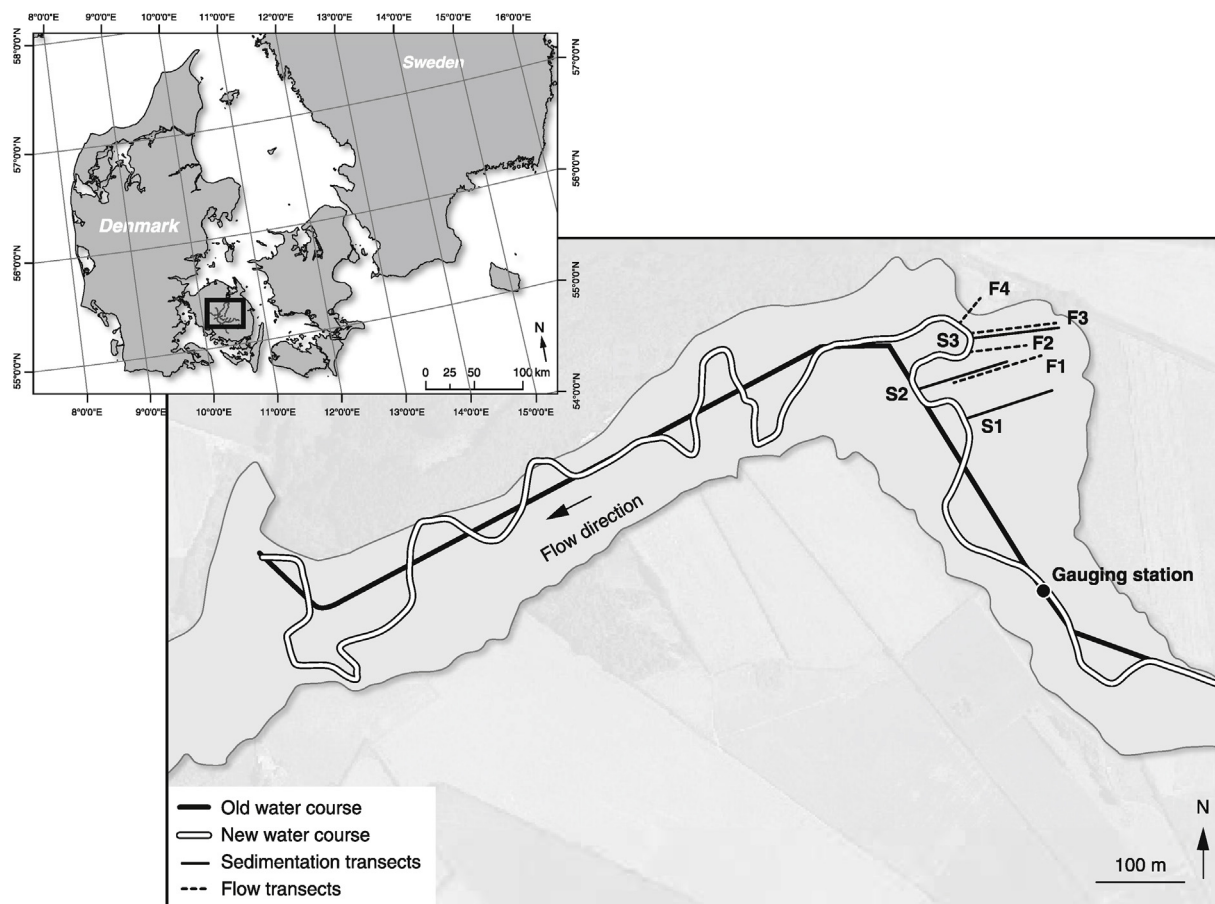 8°0'0"E 9°0'0"E 10°0'0"E 11°0'0"E 12°0'0"E 13°0'0"E 14°0'0"E 15°0'0"E 16°0'0"E
58°0'0"N
57°0'0"N
56°0'0"N
55°0'0"N
57°0'0"N
56°0'0"N
55°0'0"N
54°0'0"N
Sweden
Denmark
N
0 25 50 100 km
8°0'0"E 9°0'0"E 10°0'0"E 11°0'0"E 12°0'0"E 13°0'0"E 14°0'0"E 15°0'0"E
F4
F3
S3
F2
F1
S2
S1
Flow direction
Gauging station
Old water course
New water course
Sedimentation transects
Flow transects
N
100 m